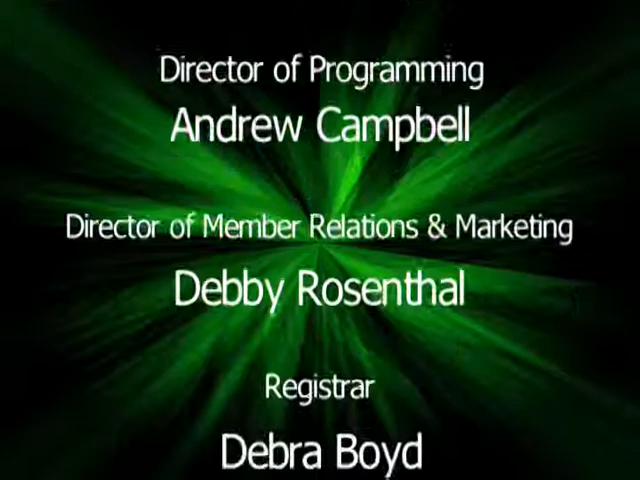 Director of Programming
Andrew Campbell
Director of Member Relations & Marketing
Debby Rosenthal
Registrar
Debra Boyd